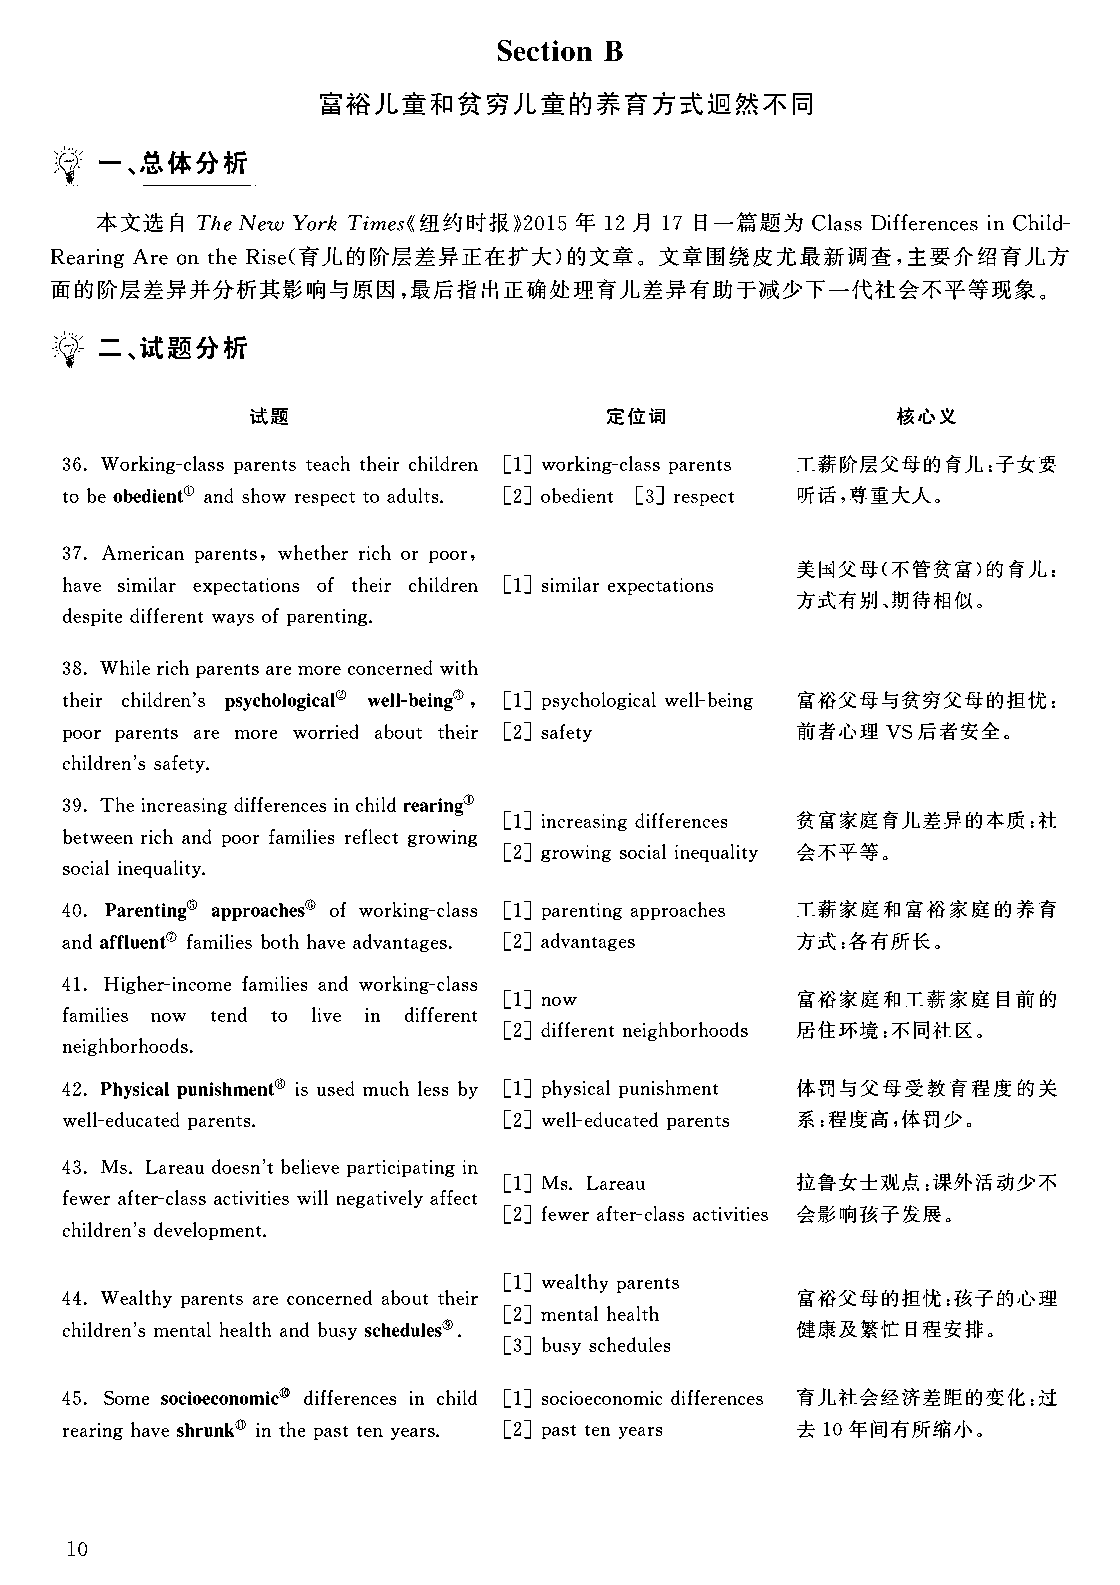 Section B
富裕儿童和贫穷儿童的养育方式迥然不同
一、总体分析
本文选自 The New York Times《纽约时报》2015 年 12 月 17 日一篇题为 Class Differences in Child-
Rearing Are on the Rise(育儿的阶层差异正在扩大)的文章。文章围绕皮尤最新调查,主要介绍育儿方
面的阶层差异并分析其影响与原因,最后指出正确处理育儿差异有助于减少下一代社会不平等现象。
二、试题分析
试题 定位词 核心义
36. Working-class parents teach their children [1] working-class parents 工薪阶层父母的育儿:子女要
to be obedient① and show respect to adults. [2] obedient [3] respect 听话,尊重大人。
37. American parents, whether rich or poor,
have similar expectations of their children
despite different ways of parenting.
[1] similar expectations
美国父母(不管贫富)的育儿:
方式有别、期待相似。
38. While rich parents are more concerned with
their children's psychological② well-being③,
poor parents are more worried about their
children's safety.
[1] psychological well-being
[2] safety
富裕父母与贫穷父母的担忧:
前者心理 VS 后者安全。
39. The increasing differences in child rearing④
between rich and poor families reflect growing
social inequality.
[1] increasing differences
[2] growing social inequality
贫富家庭育儿差异的本质:社
会不平等。
40. Parenting⑤ approaches⑥ of working-class [1] parenting approaches 工薪家庭和富裕家庭的养育
and affluent⑦ families both have advantages. [2] advantages 方式:各有所长。
41. Higher-income families and working-class
families now tend to live in different
neighborhoods.
[1] now
[2] different neighborhoods
富裕家庭和工薪家庭目前的
居住环境:不同社区。
42. Physical punishment⑧ is used much less by [1] physical punishment 体罚与父母受教育程度的关
well-educated parents. [2] well-educated parents 系:程度高,体罚少。
43. Ms. Lareau doesn't believe participating in
fewer after-class activities will negatively affect
children's development.
[1] Ms. Lareau
[2] fewer after-class activities
拉鲁女士观点:课外活动少不
会影响孩子发展。
44. Wealthy parents are concerned about their
children's mental health and busy schedules⑨.
[1] wealthy parents
[2] mental health
[3] busy schedules
富裕父母的担忧:孩子的心理
健康及繁忙日程安排。
45. Some socioeconomic⑩ differences in child [1] socioeconomic differences 育儿社会经济差距的变化:过
rearing have shrunk⑪ in the past ten years. [2] past ten years 去 10 年间有所缩小。
10